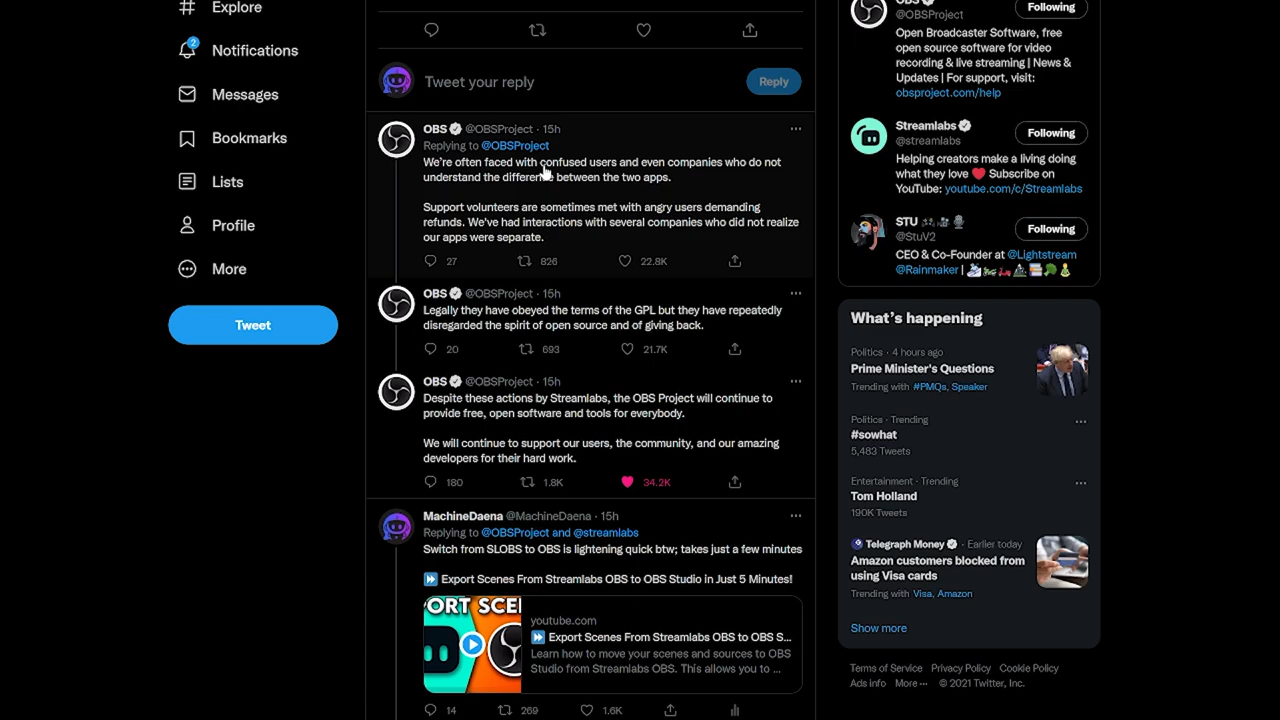 Explore
2
Notifications
Messages
Bookmarks
Lists
Profile
More
Tweet
Tweet your reply
Reply
OBS @OBSProject · 15h
Replying to @OBSProject
We're often faced with confused users and even companies who do not
understand the difference between the two apps.
Support volunteers are sometimes met with angry users demanding
refunds. We've had interactions with several companies who did not realize
our apps were separate.
27 826 22.8K
OBS @OBSProject · 15h
Legally they have obeyed the terms of the GPL but they have repeatedly
disregarded the spirit of open source and of giving back.
20 693 21.7K
OBS @OBSProject · 15h
Despite these actions by Streamlabs, the OBS Project will continue to
provide free, open software and tools for everybody.
We will continue to support our users, the community, and our amazing
developers for their hard work.
180 1.8K 34.2K
MachineDaena @MachineDaena · 15h
Replying to @OBSProject and @streamlabs
Switch from SLOBS to OBS is lightening quick btw; takes just a few minutes
Export Scenes From Streamlabs OBS to OBS Studio in Just 5 Minutes!
PORT SCE
youtube.com
Export Scenes From Streamlabs OBS to OBS S...
Learn how to move your scenes and sources to OBS
Studio from Streamlabs OBS. This allows you to ...
14 269 1.6K
OBS
@OBSProject
Following
Open Broadcaster Software, free
open source software for video
recording & live streaming | News &
Updates | For support, visit:
obsproject.com/help
Streamlabs
@streamlabs
Following
Helping creators make a living doing
what they love Subscribe on
YouTube: youtube.com/c/Streamlabs
STU
@StuV2
Following
CEO & Co-Founder at @Lightstream
@Rainmaker |
What's happening
Politics · 4 hours ago
Prime Minister's Questions
Trending with #PMQs, Speaker
Politics · Trending
#sowhat
5,483 Tweets
Entertainment · Trending
Tom Holland
190K Tweets
Telegraph Money · Earlier today
Amazon customers blocked from
using Visa cards
Trending with Visa, Amazon
Show more
Terms of Service Privacy Policy Cookie Policy
Ads info More ··· © 2021 Twitter, Inc.